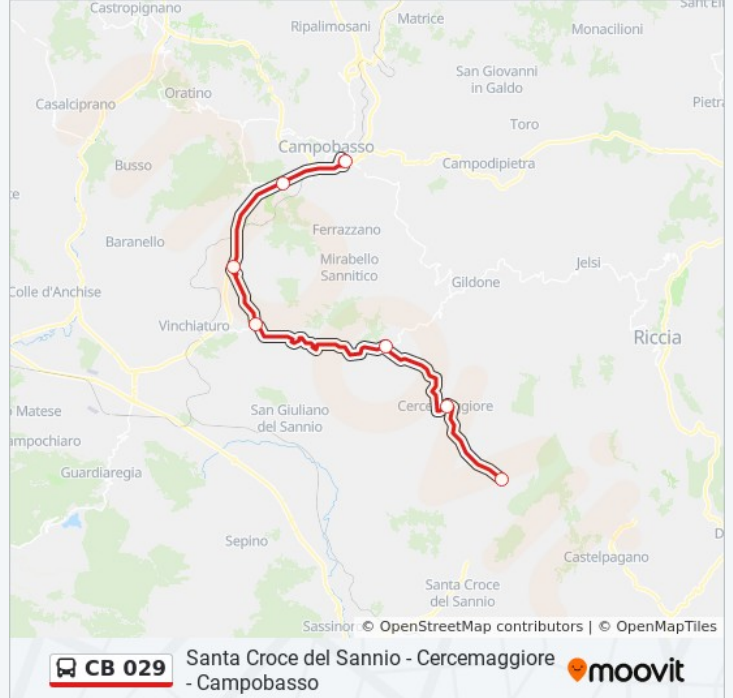 Castropignano
Ripalimosani
Matrice
Sant'El
Monacilioni
San Giovanni
in Galdo
Casalciprano
Oratino
Pietra
Toro
Campobasso
Campodipietra
Busso
te
Ferrazzano
Baranello
Mirabello
Sannitico
Jelsi
Gildone
Colle d'Anchise
Vinchiaturo
Riccia
o Matese
San Giuliano
del Sannio
Cercemaggiore
ampochiaro
Guardiaregia
Sepino
D
Castelpagano
Santa Croce
del Sannio
Sassinoro
© OpenStreetMap contributors | © OpenMapTiles
CB 029
Santa Croce del Sannio - Cercemaggiore
- Campobasso
moovit